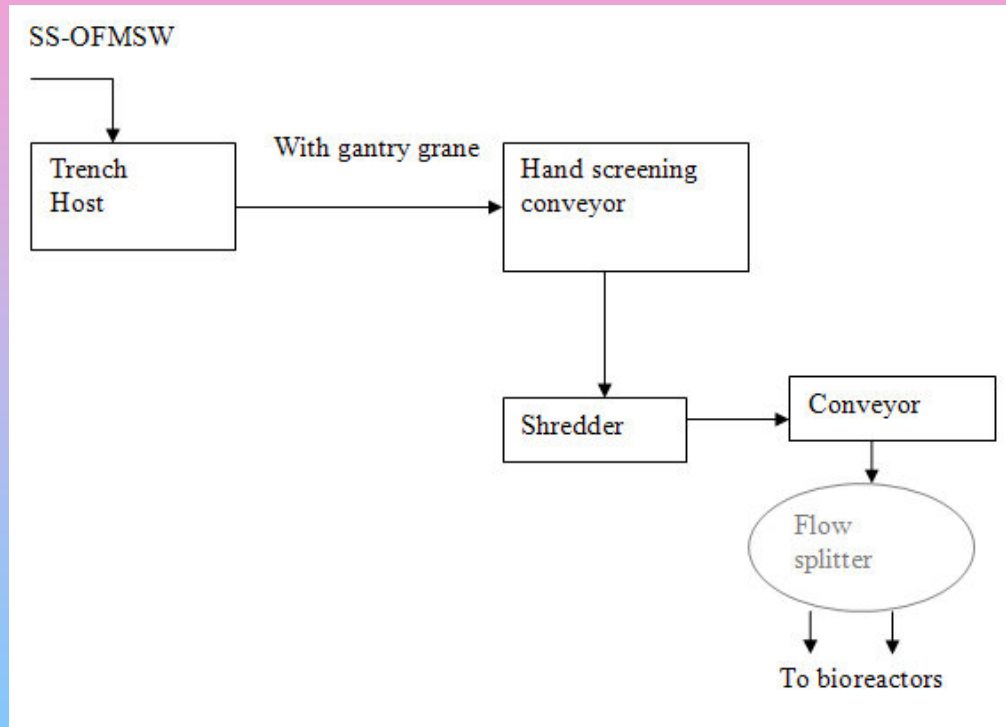 SS-OFMSW
Trench
Host
With gantry grane
Hand screening
conveyor
Shredder
Conveyor
Flow
splitter
To bioreactors